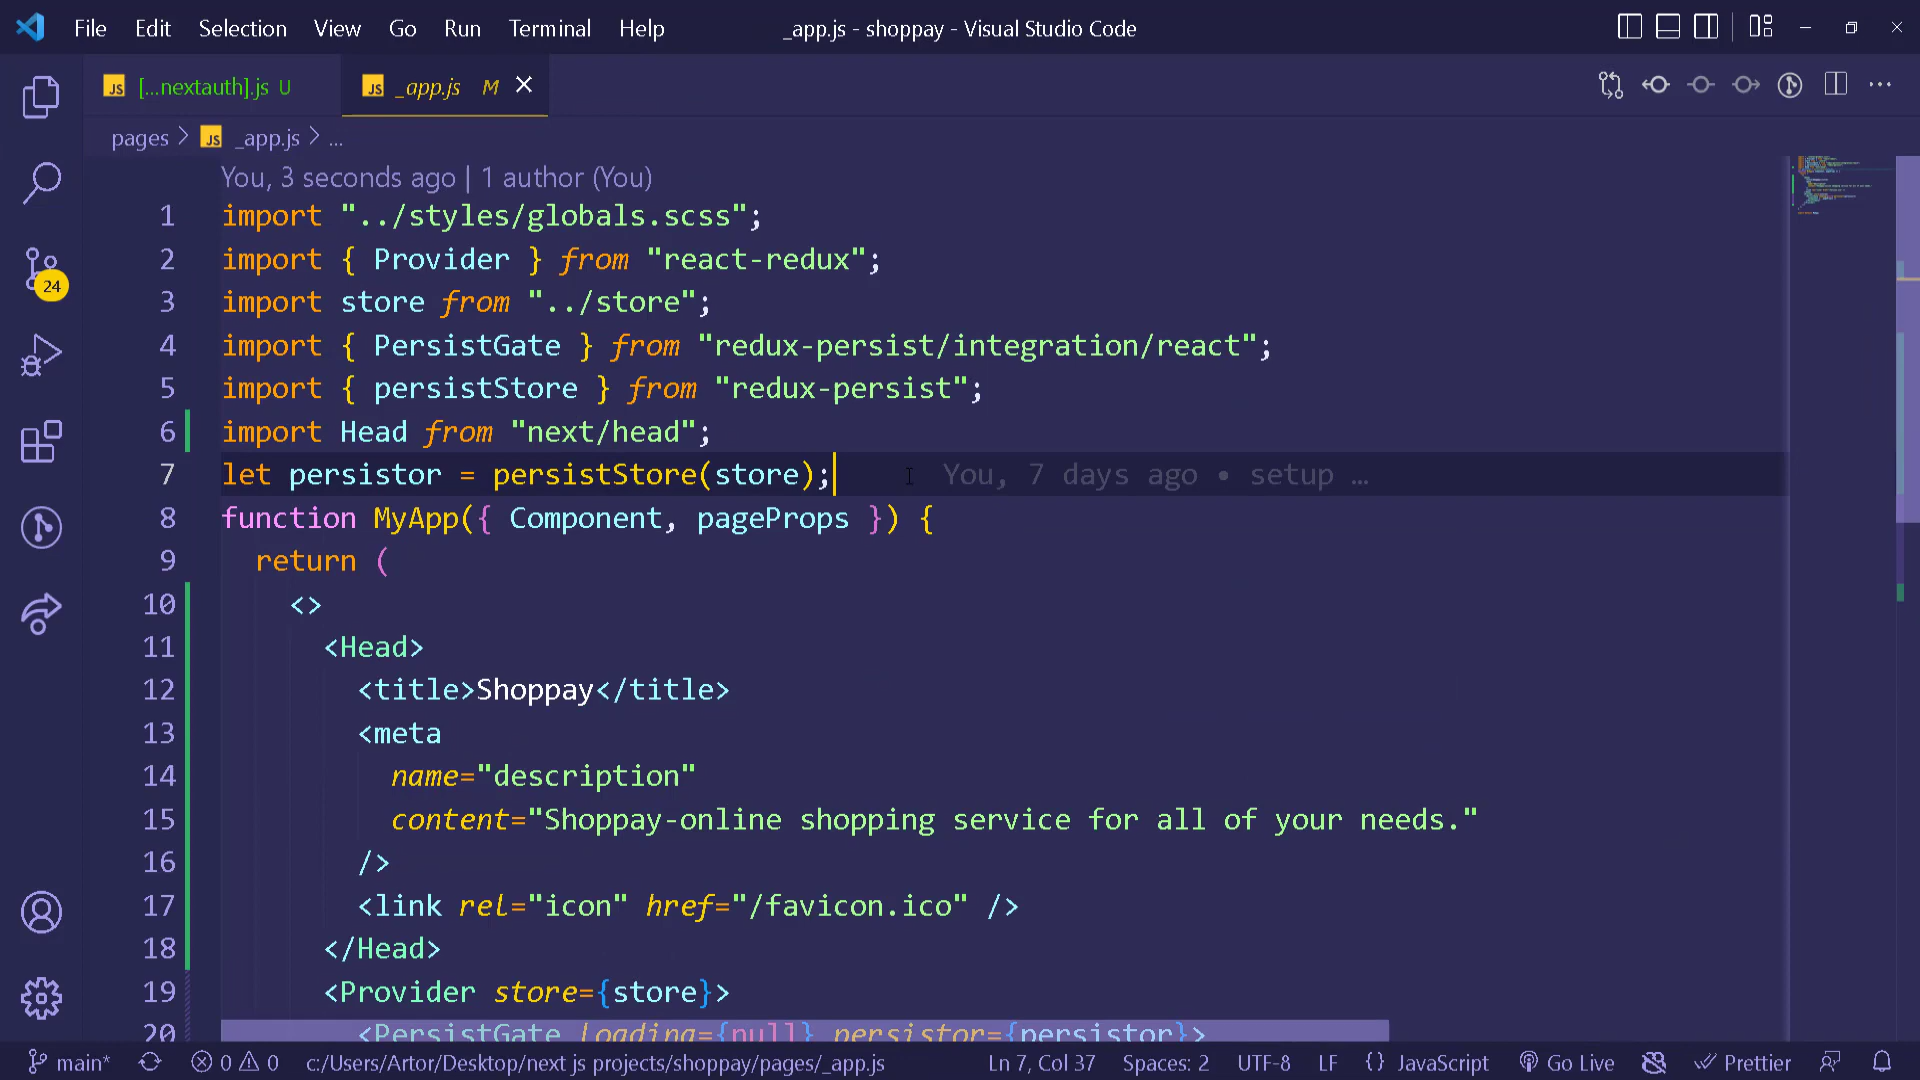 File Edit Selection View Go Run Terminal Help _app.js - shoppay - Visual Studio Code
JS [...nextauth].js U JS _app.js M
pages > JS _app.js > ...
You, 3 seconds ago | 1 author (You)
1 import "../styles/globals.scss";
2 import { Provider } from "react-redux";
3 import store from "../store";
4 import { PersistGate } from "redux-persist/integration/react";
5 import { persistStore } from "redux-persist";
6 import Head from "next/head";
7 let persistor = persistStore(store); You, 7 days ago • setup …
8 function MyApp({ Component, pageProps }) {
9 return (
10 <>
11 <Head>
12 <title>Shoppay</title>
13 <meta
14 name="description"
15 content="Shoppay-online shopping service for all of your needs."
16 />
17 <link rel="icon" href="/favicon.ico" />
18 </Head>
19 <Provider store={store}>
20 <PersistGate loading={null} persistor={persistor}>
24
main* 0 0 c:/Users/Artor/Desktop/next js projects/shoppay/pages/_app.js Ln 7, Col 37 Spaces: 2 UTF-8 LF {} JavaScript Go Live Prettier